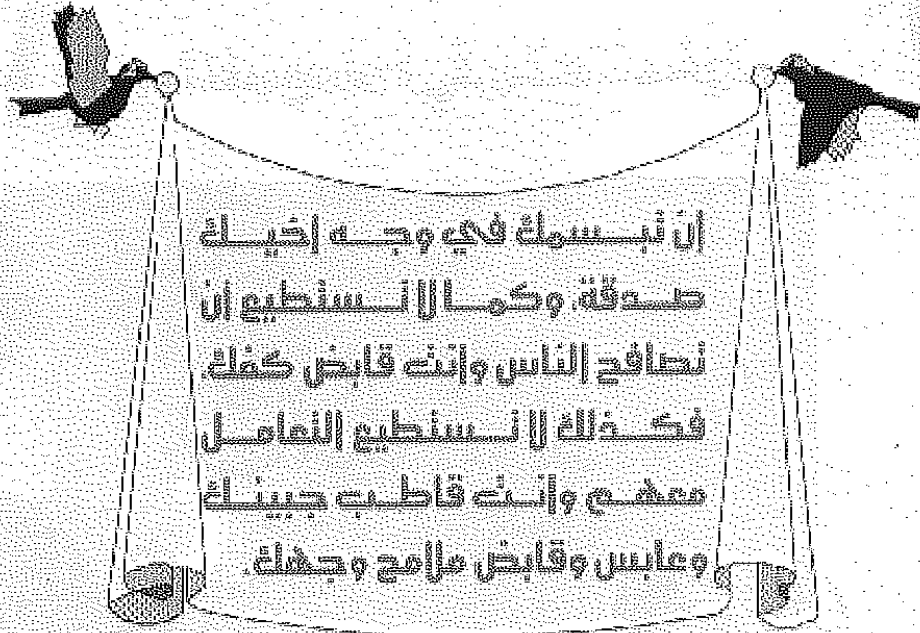 إن تبسمك في وجه إخيك
صدقة، وكما لا تستطيع أن
تصافح الناس وأنت قابض كفك،
فكذلك لا تستطيع التعامل
معهم وأنت قاطب جبينك
وعابس وقابض ملامح وجهك.